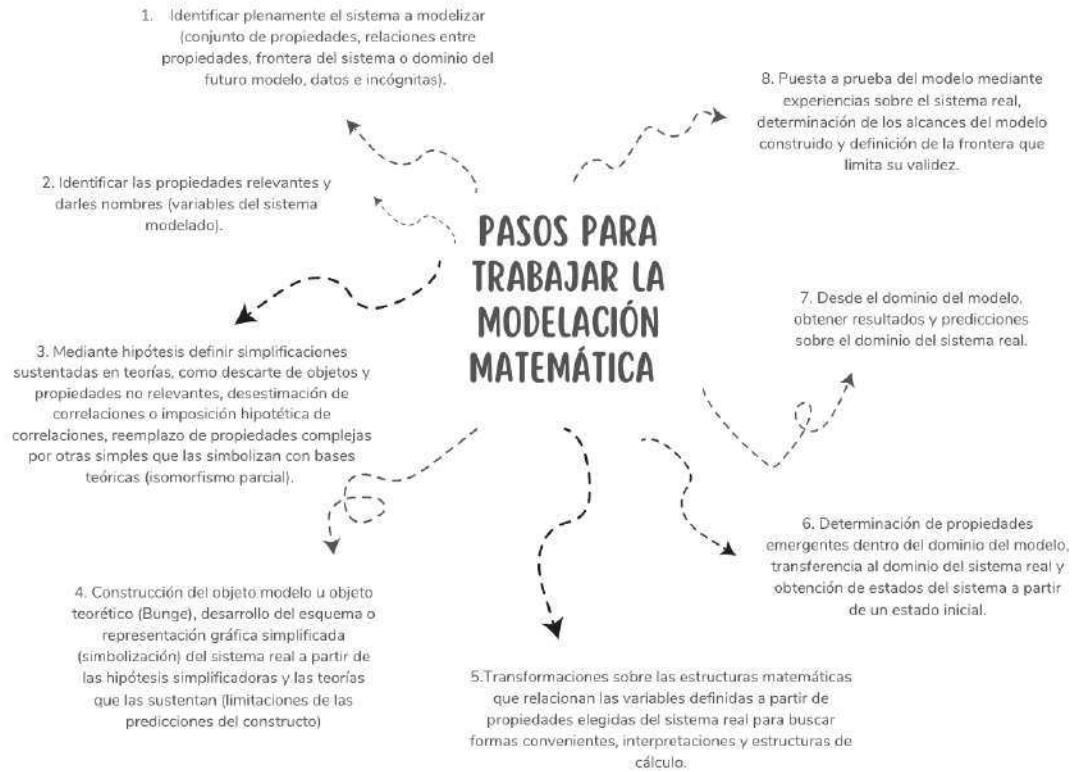 PASOS PARA
TRABAJAR LA
MODELACIÓN
MATEMÁTICA
1. Identificar plenamente el sistema a modelizar
(conjunto de propiedades, relaciones entre
propiedades, frontera del sistema o dominio del
futuro modelo, datos e incógnitas).
2. Identificar las propiedades relevantes y
darles nombres (variables del sistema
modelado).
3. Mediante hipótesis definir simplificaciones
sustentadas en teorías, como descarte de objetos y
propiedades no relevantes, desestimación de
correlaciones o imposición hipotética de
correlaciones, reemplazo de propiedades complejas
por otras simples que las simbolizan con bases
teóricas (isomorfismo parcial).
4. Construcción del objeto modelo u objeto
teorético (Bunge), desarrollo del esquema o
representación gráfica simplificada
(simbolización) del sistema real a partir de
las hipótesis simplificadoras y las teorías
que las sustentan (limitaciones de las
predicciones del constructo)
5.Transformaciones sobre las estructuras matemáticas
que relacionan las variables definidas a partir de
propiedades elegidas del sistema real para buscar
formas convenientes, interpretaciones y estructuras de
cálculo.
6. Determinación de propiedades
emergentes dentro del dominio del modelo,
transferencia al dominio del sistema real y
obtención de estados del sistema a partir
de un estado inicial.
7. Desde el dominio del modelo,
obtener resultados y predicciones
sobre el dominio del sistema real.
8. Puesta a prueba del modelo mediante
experiencias sobre el sistema real,
determinación de los alcances del modelo
construido y definición de la frontera que
limita su validez.